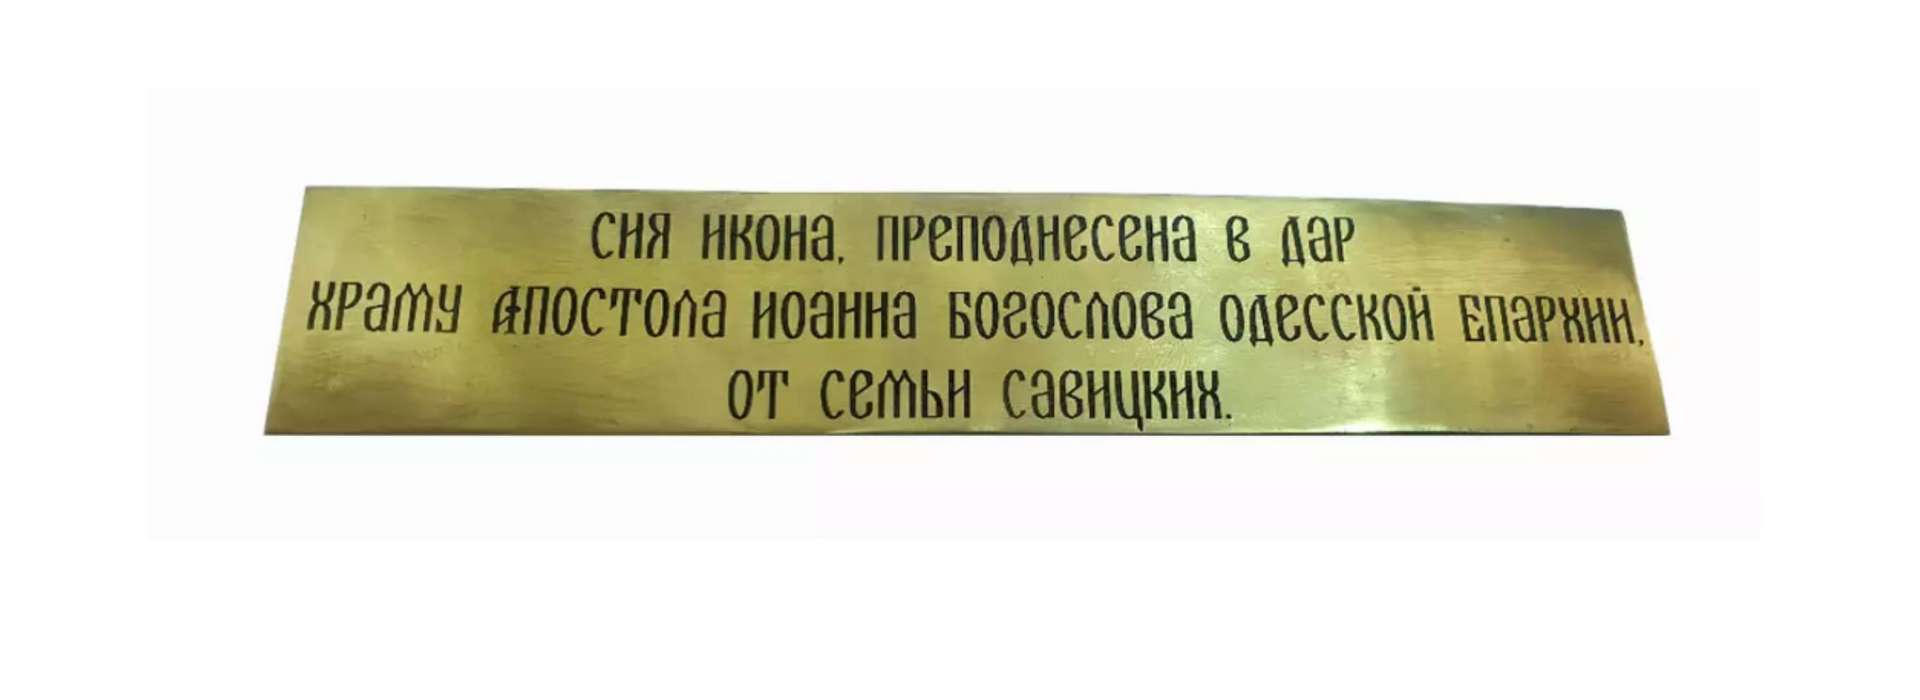 Сия икона, преподнесена в дар
храму Апостола Иоанна Богослова Одесской Епархии,
от семьи Савицких.